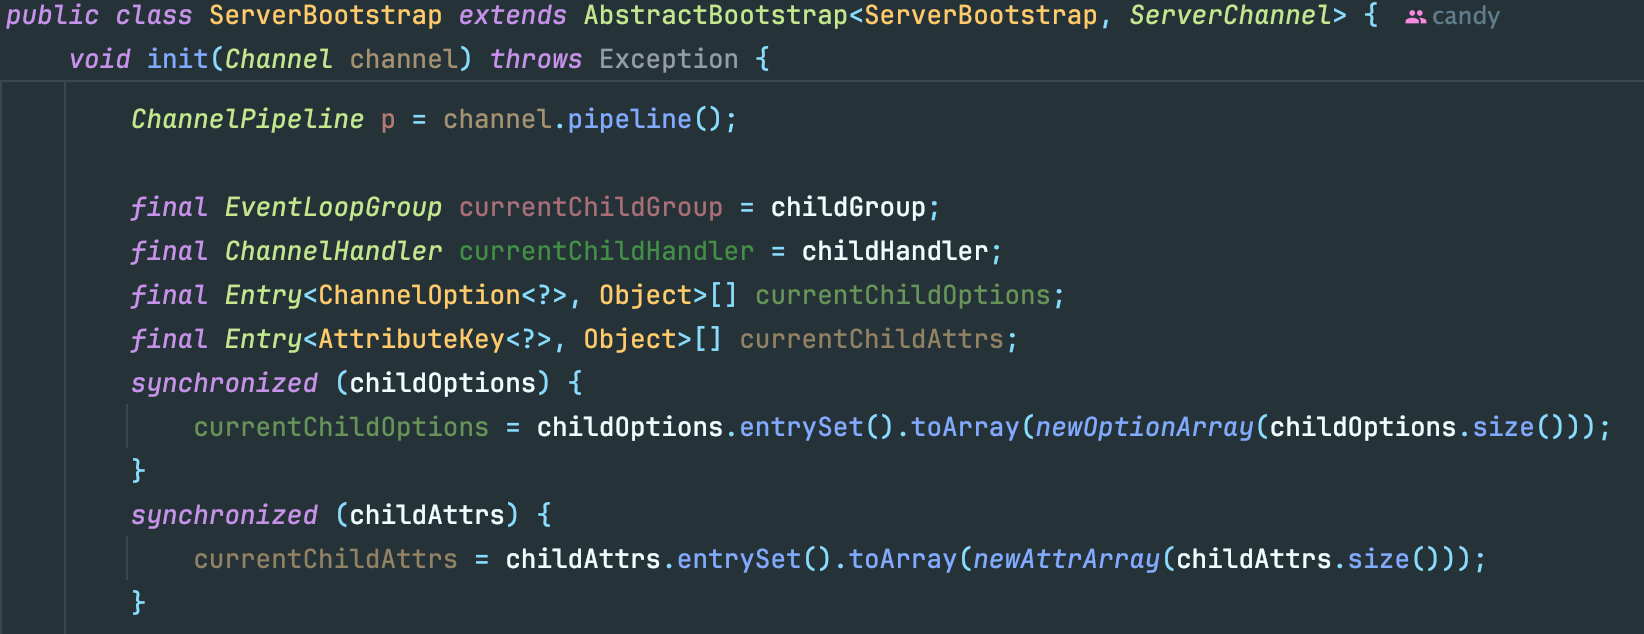 public class ServerBootstrap extends AbstractBootstrap<ServerBootstrap, ServerChannel> { candy
void init(Channel channel) throws Exception {
ChannelPipeline p = channel.pipeline();
final EventLoopGroup currentChildGroup = childGroup;
final ChannelHandler currentChildHandler = childHandler;
final Entry<ChannelOption<?>, Object>[] currentChildOptions;
final Entry<AttributeKey<?>, Object>[] currentChildAttrs;
synchronized (childOptions) {
currentChildOptions = childOptions.entrySet().toArray(newOptionArray(childOptions.size()));
}
synchronized (childAttrs) {
currentChildAttrs = childAttrs.entrySet().toArray(newAttrArray(childAttrs.size()));
}